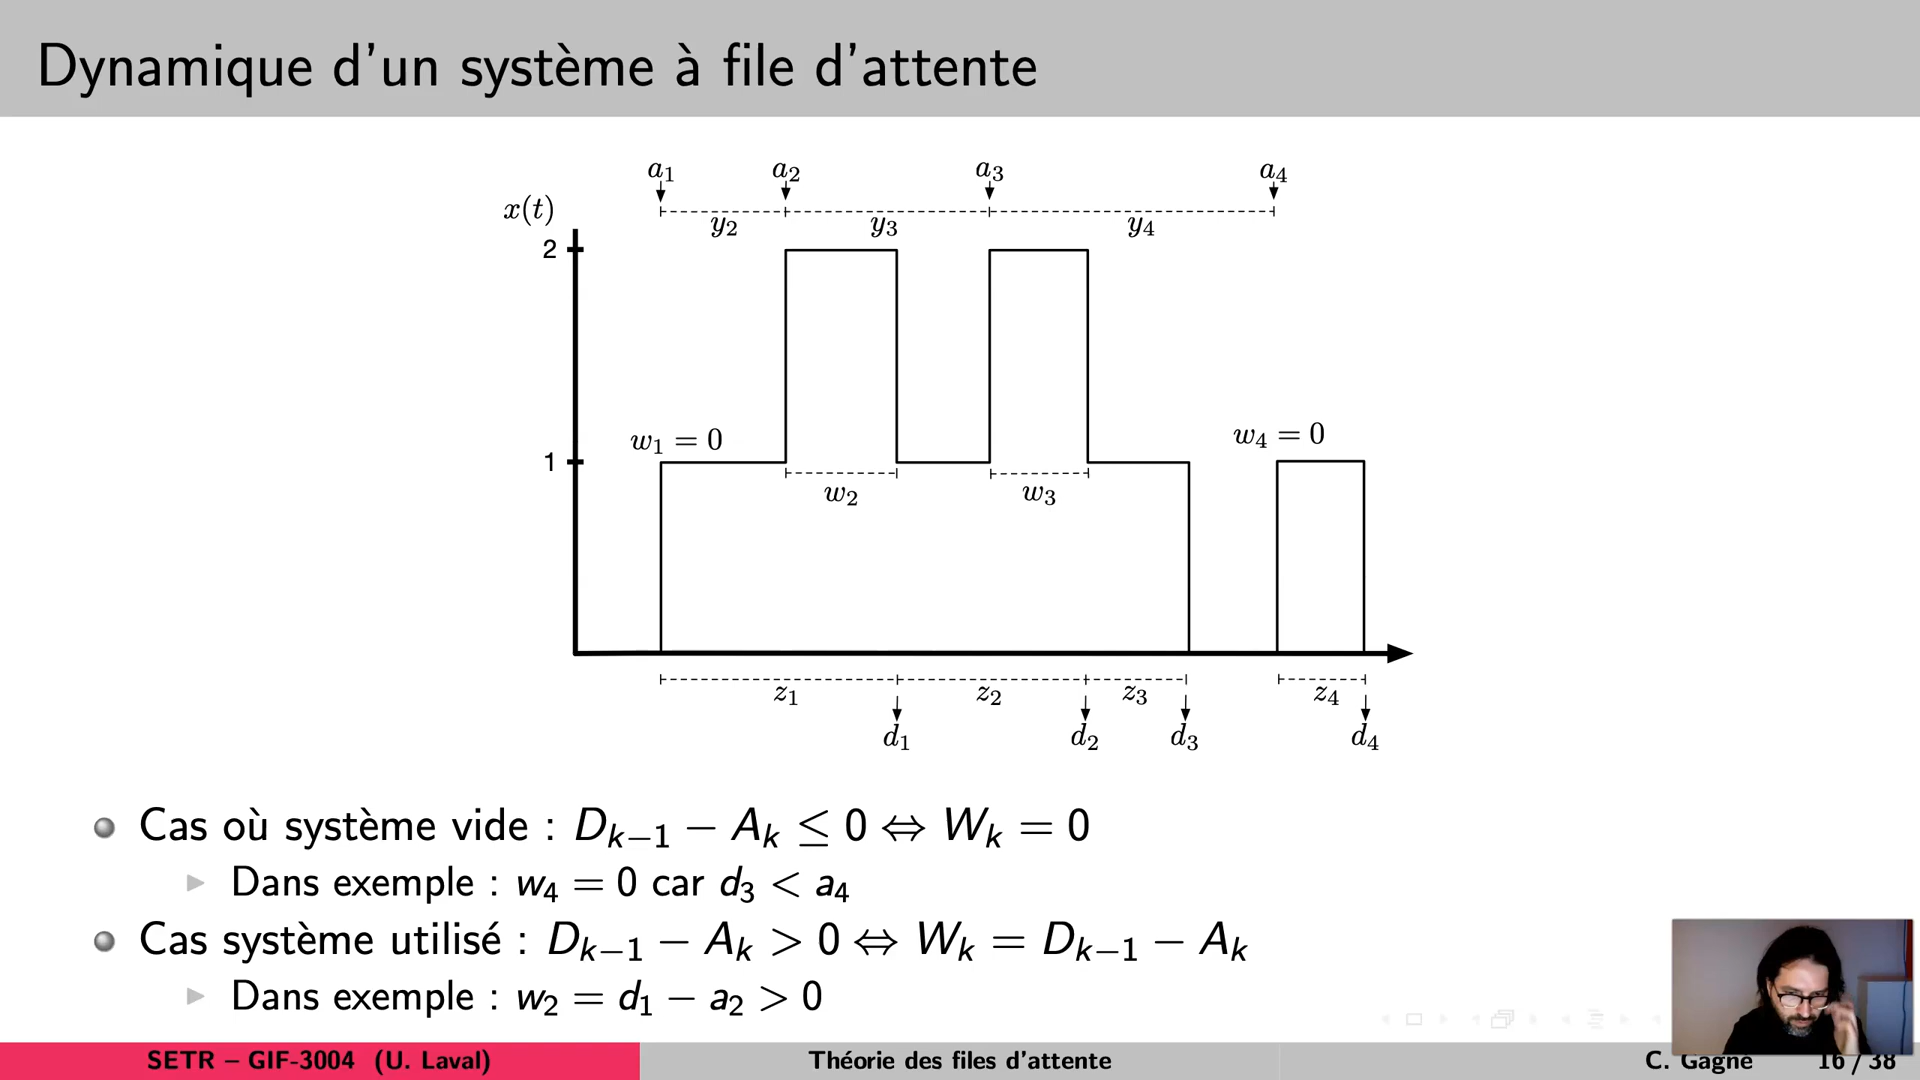 Dynamique d'un système à file d'attente
a₁ a₂ a₃ a₄
x(t)
y₂ y₃ y₄
2
w₁ = 0 w₄ = 0
1
w₂ w₃
z₁ z₂ z₃ z₄
d₁ d₂ d₃ d₄
Cas où système vide : Dₖ₋₁ − Aₖ ≤ 0 ⇔ Wₖ = 0
Dans exemple : w₄ = 0 car d₃ < a₄
Cas système utilisé : Dₖ₋₁ − Aₖ > 0 ⇔ Wₖ = Dₖ₋₁ − Aₖ
Dans exemple : w₂ = d₁ − a₂ > 0
SETR – GIF-3004 (U. Laval) Théorie des files d'attente C. Gagné 16 / 38